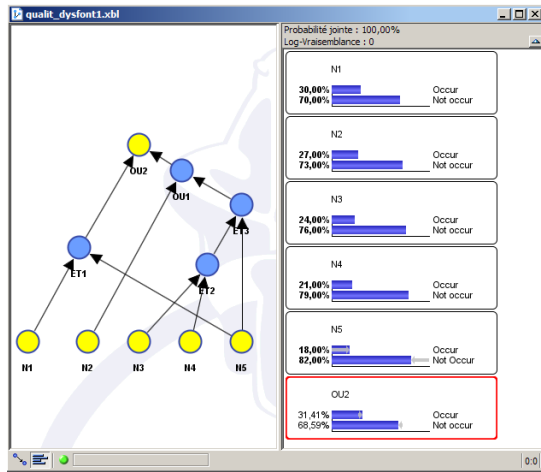 qualit_dysfont1.xbl
Probabilité jointe : 100,00%
Log-Vraisemblance : 0
OU2
OU1
ET3
ET1
ET2
N1
N2
N3
N4
N5
N1
30,00% Occur
70,00% Not occur
N2
27,00% Occur
73,00% Not occur
N3
24,00% Occur
76,00% Not occur
N4
21,00% Occur
79,00% Not occur
N5
18,00% Occur
82,00% Not Occur
OU2
31,41% Occur
68,59% Not occur
0:0